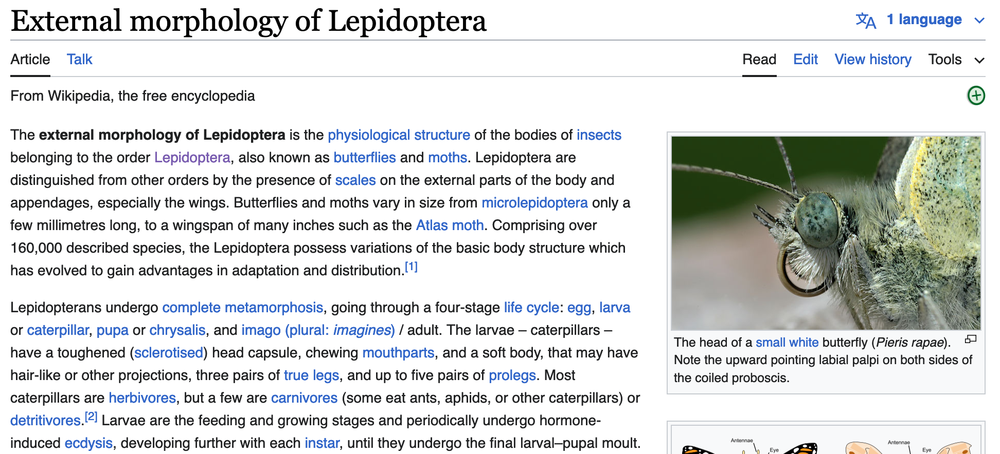 External morphology of Lepidoptera
1 language
Article Talk
Read Edit View history Tools
From Wikipedia, the free encyclopedia
The external morphology of Lepidoptera is the physiological structure of the bodies of insects
belonging to the order Lepidoptera, also known as butterflies and moths. Lepidoptera are
distinguished from other orders by the presence of scales on the external parts of the body and
appendages, especially the wings. Butterflies and moths vary in size from microlepidoptera only a
few millimetres long, to a wingspan of many inches such as the Atlas moth. Comprising over
160,000 described species, the Lepidoptera possess variations of the basic body structure which
has evolved to gain advantages in adaptation and distribution.[1]
Lepidopterans undergo complete metamorphosis, going through a four-stage life cycle: egg, larva
or caterpillar, pupa or chrysalis, and imago (plural: imagines) / adult. The larvae – caterpillars –
have a toughened (sclerotised) head capsule, chewing mouthparts, and a soft body, that may have
hair-like or other projections, three pairs of true legs, and up to five pairs of prolegs. Most
caterpillars are herbivores, but a few are carnivores (some eat ants, aphids, or other caterpillars) or
detritivores.[2] Larvae are the feeding and growing stages and periodically undergo hormone-
induced ecdysis, developing further with each instar, until they undergo the final larval–pupal moult.
The head of a small white butterfly (Pieris rapae).
Note the upward pointing labial palpi on both sides of
the coiled proboscis.
Antennae
Eye
Antennae
Eye